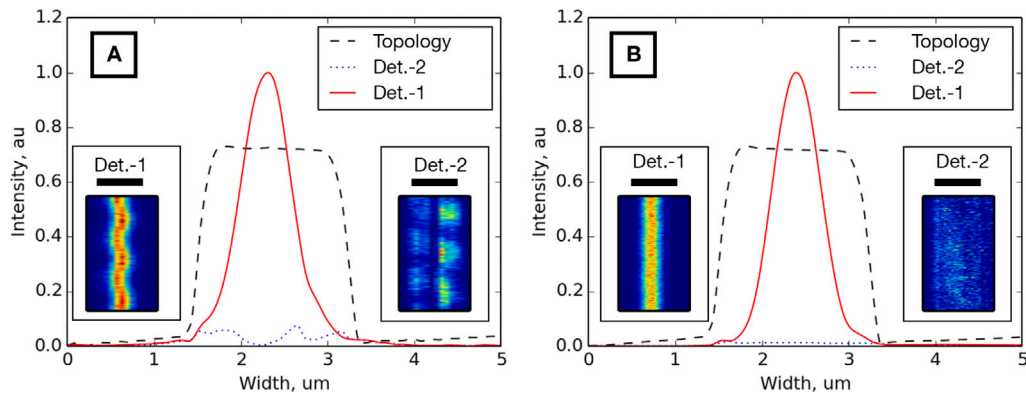 A
Topology
Det.-2
Det.-1
Det.-1
Det.-2
1.2
1.0
0.8
0.6
0.4
0.2
0.0
Intensity, au
0 1 2 3 4 5
Width, um
B
Topology
Det.-2
Det.-1
Det.-1
Det.-2
1.2
1.0
0.8
0.6
0.4
0.2
0.0
Intensity, au
0 1 2 3 4 5
Width, um